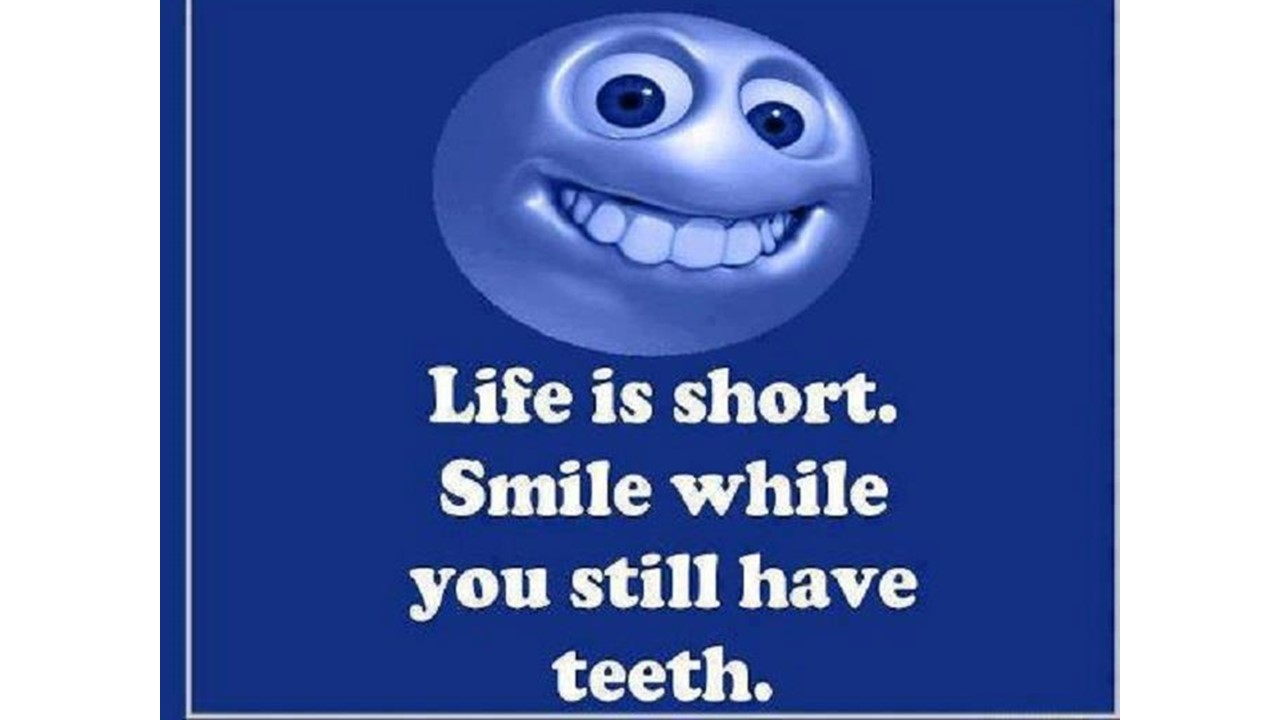 Life is short.
Smile while
you still have
teeth.